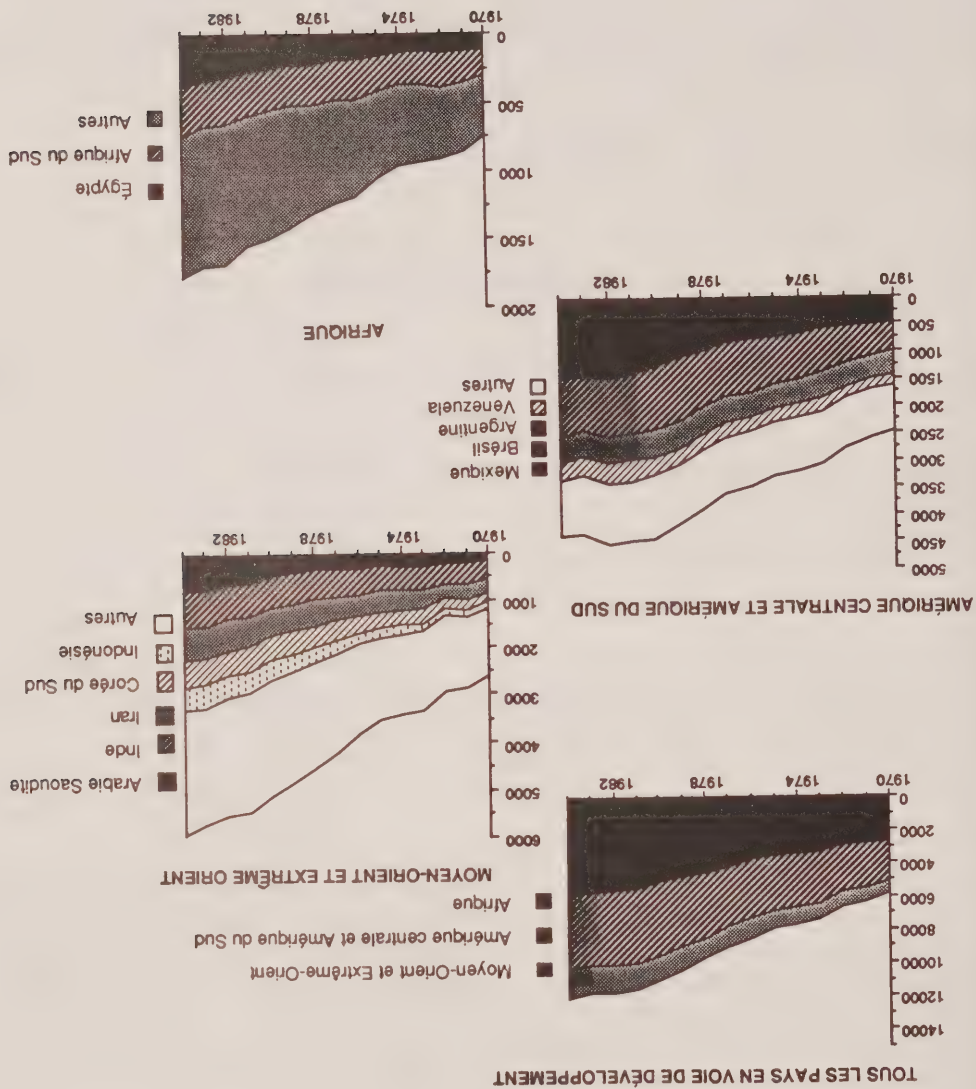 TOUS LES PAYS EN VOIE DE DÉVELOPPEMENT
14000
12000
10000
8000
6000
4000
2000
0
1970 1974 1978 1982
Moyen-Orient et Extrême-Orient
Amérique centrale et Amérique du Sud
Afrique
MOYEN-ORIENT ET EXTRÊME ORIENT
6000
5000
4000
3000
2000
1000
0
1970 1974 1978 1982
Arabie Saoudite
Inde
Iran
Corée du Sud
Indonésie
Autres
AMÉRIQUE CENTRALE ET AMÉRIQUE DU SUD
5000
4500
4000
3500
3000
2500
2000
1500
1000
500
0
1970 1974 1978 1982
Mexique
Brésil
Argentine
Venezuela
Autres
AFRIQUE
2000
1500
1000
500
0
1970 1974 1978 1982
Égypte
Afrique du Sud
Autres